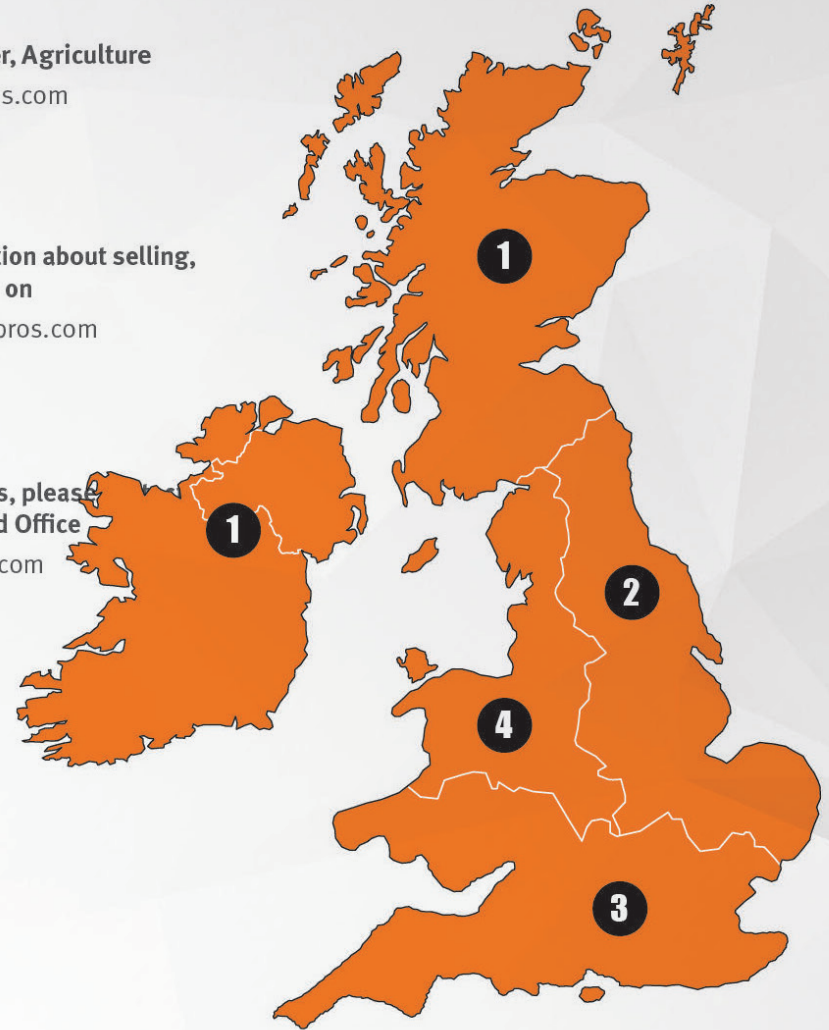 r, Agriculture
s.com
tion about selling,
on
pros.com
s, please
d Office
com
1
1
2
4
3